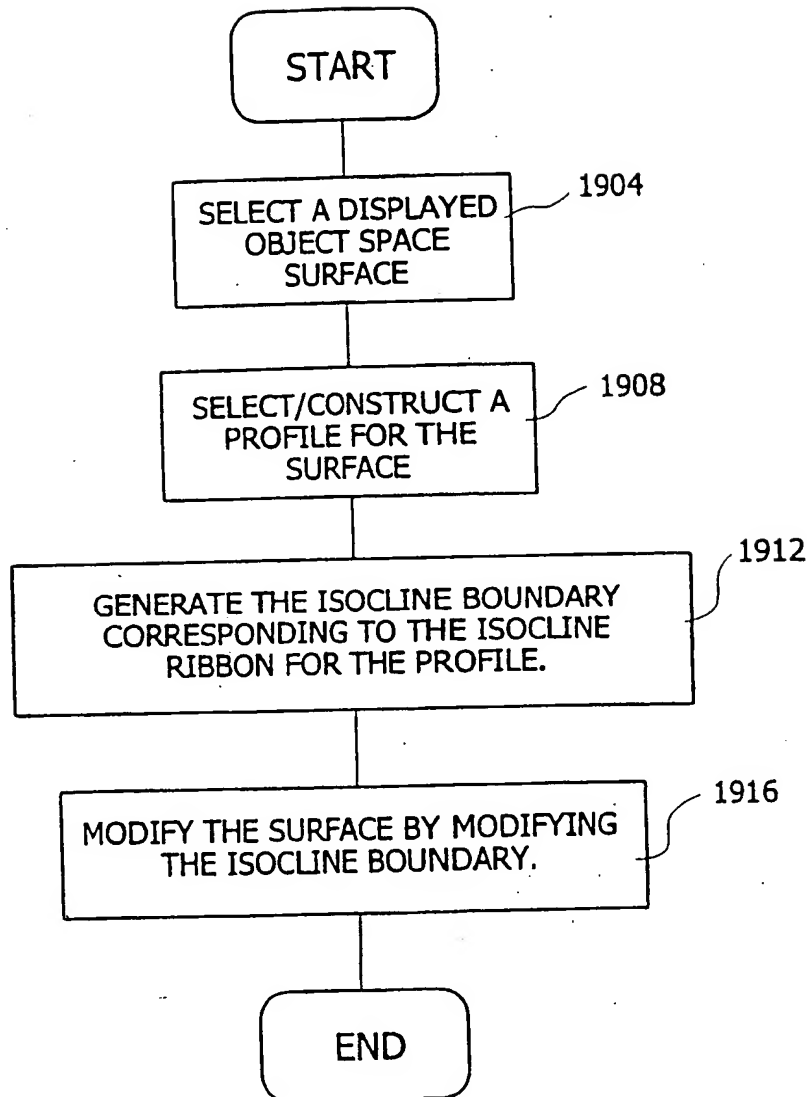 START
1904
SELECT A DISPLAYED
OBJECT SPACE
SURFACE
1908
SELECT/CONSTRUCT A
PROFILE FOR THE
SURFACE
1912
GENERATE THE ISOCLINE BOUNDARY
CORRESPONDING TO THE ISOCLINE
RIBBON FOR THE PROFILE.
1916
MODIFY THE SURFACE BY MODIFYING
THE ISOCLINE BOUNDARY.
END